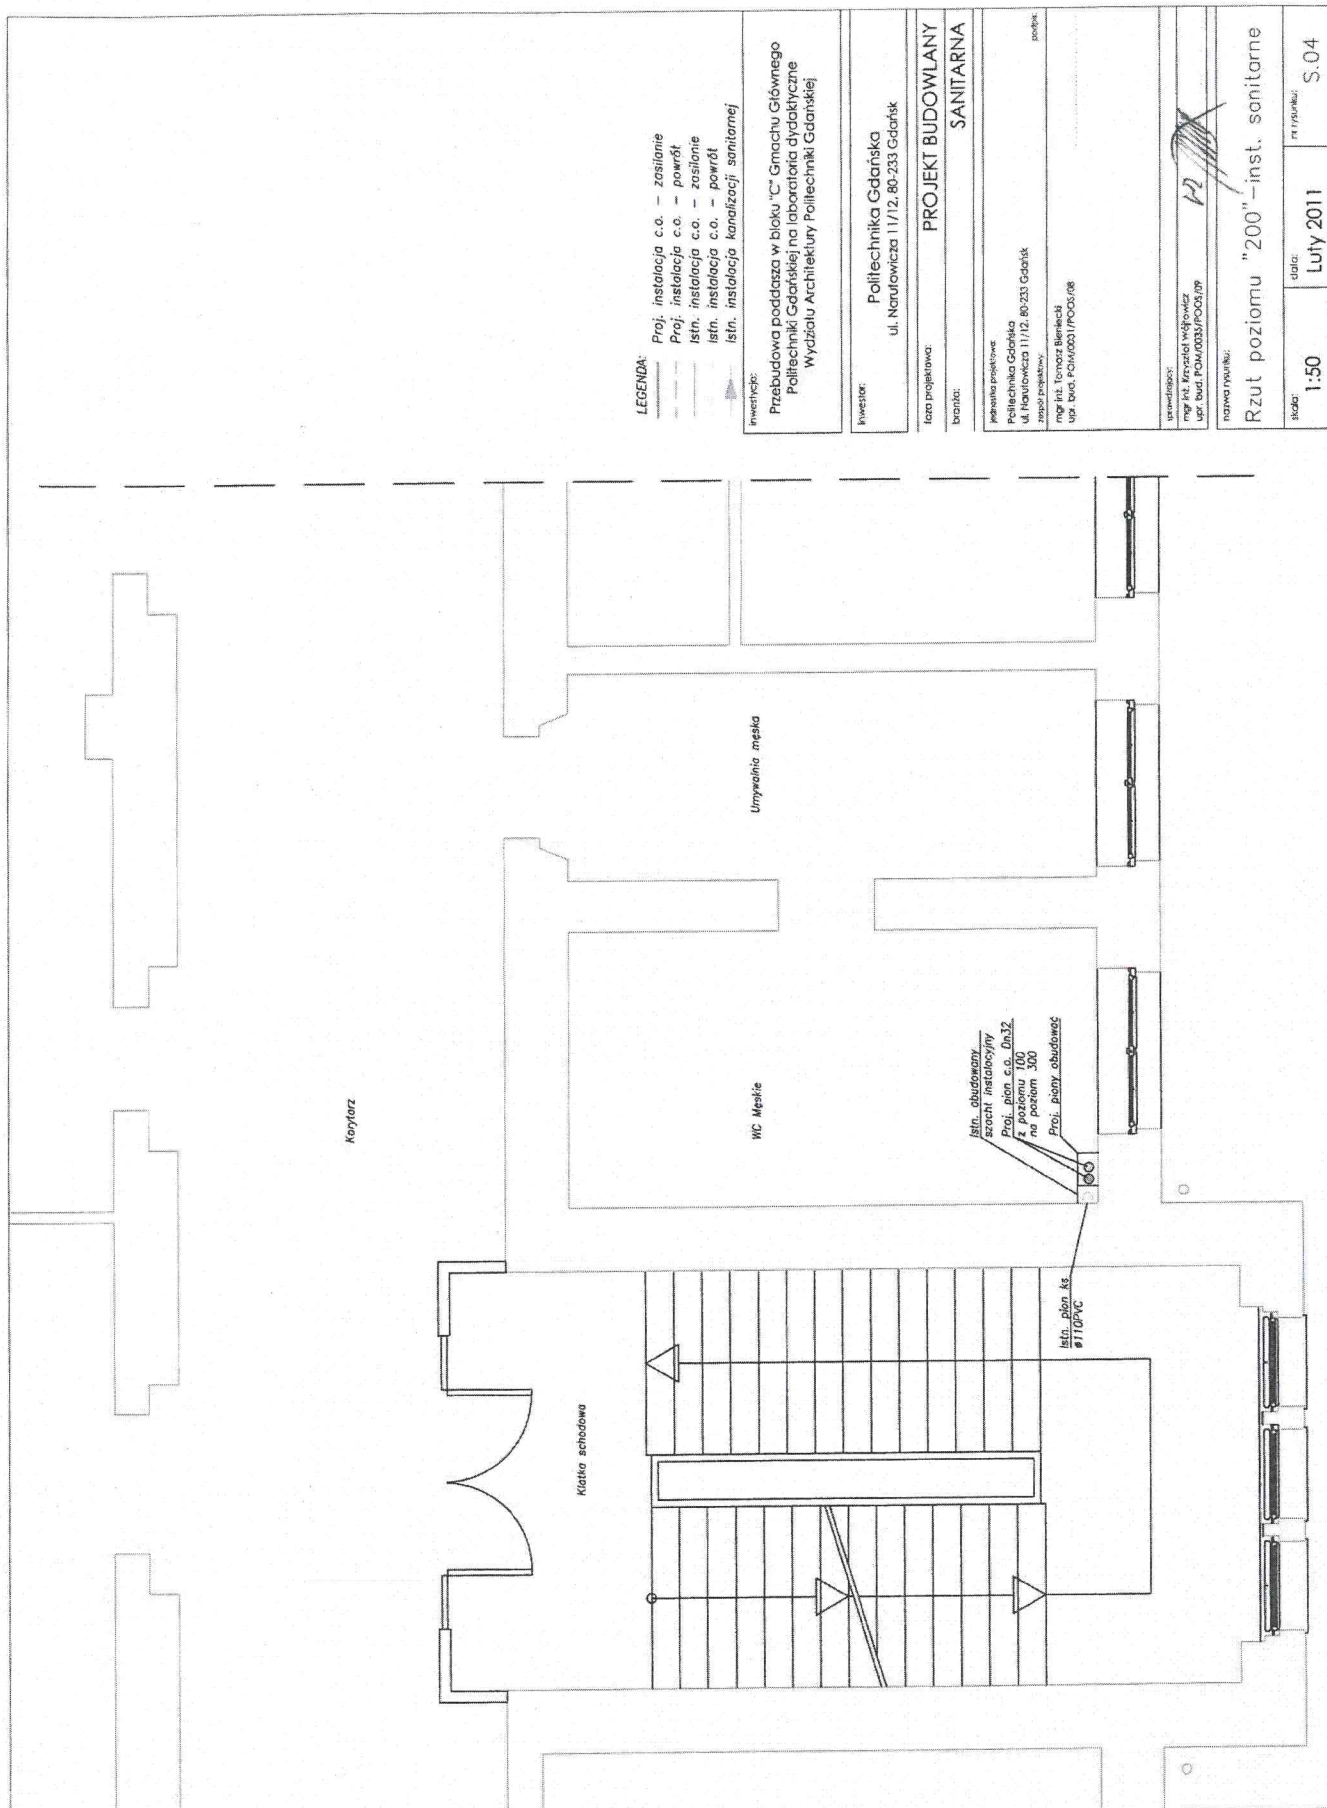 Korytarz
Klatka schodowa
WC Męskie
Umywalnia męska
Istn. obudowany
szacht instalacyjny
Proj. pion c.o. Dn32
z poziomu 100
na poziom 300
Proj. piony obudować
Istn. pion ks
ø110PVC
LEGENDA:
Proj. instalacja c.o. – zasilanie
Proj. instalacja c.o. – powrót
Istn. instalacja c.o. – zasilanie
Istn. instalacja c.o. – powrót
Istn. instalacja kanalizacji sanitarnej
inwestycja:
Przebudowa poddasza w bloku "C" Gmachu Głównego
Politechniki Gdańskiej na laboratoria dydaktyczne
Wydziału Architektury Politechniki Gdańskiej
inwestor:
Politechnika Gdańska
ul. Narutowicza 11/12, 80-233 Gdańsk
faza projektowa: PROJEKT BUDOWLANY
branża: SANITARNA
jednostka projektowa: podpis:
Politechnika Gdańska
ul. Narutowicza 11/12, 80-233 Gdańsk
zespół projektowy:
mgr inż. Tomasz Bieniecki
upr. bud. POM/0031/POOS/08
sprawdzający:
mgr inż. Krzysztof Wójtowicz
upr. bud. POM/0035/POOS/09
nazwa rysunku:
Rzut poziomu "200"–inst. sanitarne
skala: data: nr rysunku:
1:50 Luty 2011 S.04